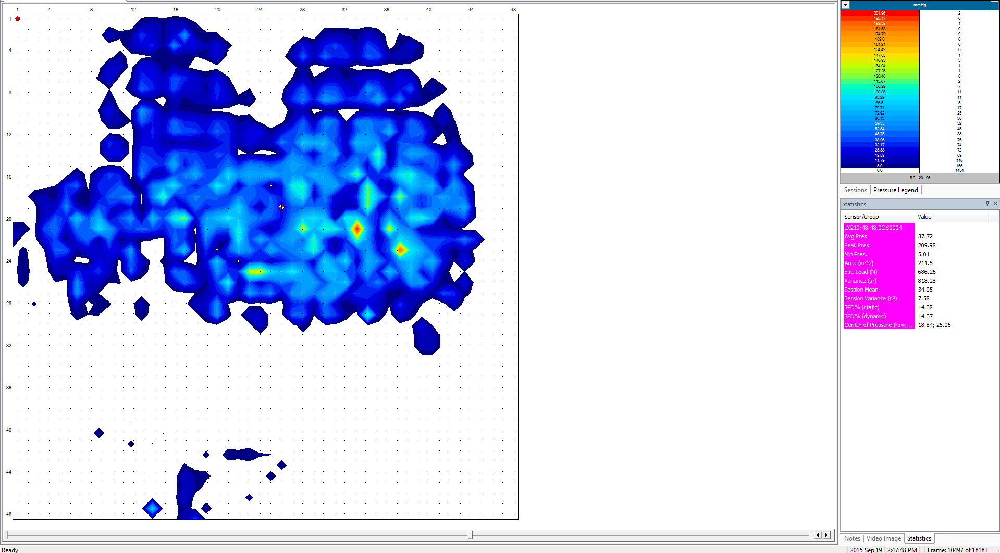 1 4 8 12 16 20 24 28 32 36 40 44 48
1
4
8
12
16
20
24
28
32
36
40
44
48
mmHg
201.96 2
195.17 0
188.38 1
181.58 0
174.79 0
168.0 0
161.21 0
154.42 0
147.63 1
140.83 3
134.04 1
127.25 1
120.46 6
113.67 2
106.88 7
100.08 11
93.29 11
86.5 5
79.71 17
72.92 25
66.13 30
59.33 32
52.54 45
45.75 83
38.96 76
32.17 74
25.38 72
18.58 69
11.79 110
5.0 166
0.0 1454
5.0 - 201.96
Sessions Pressure Legend
Statistics
Sensor/Group Value
LX210:48.48.02 S0004
Avg Pres. 37.72
Peak Pres. 209.98
Min Pres. 5.01
Area (in^2) 211.5
Est. Load (N) 686.26
Variance (s²) 818.28
Session Mean 34.05
Session Variance (s²) 7.58
SPD% (static) 14.38
SPD% (dynamic) 14.37
Center of Pressure (row;... 18.84; 26.06
Notes Video Image Statistics
Ready 2015 Sep 19 2:47:48 PM Frame: 10497 of 18183